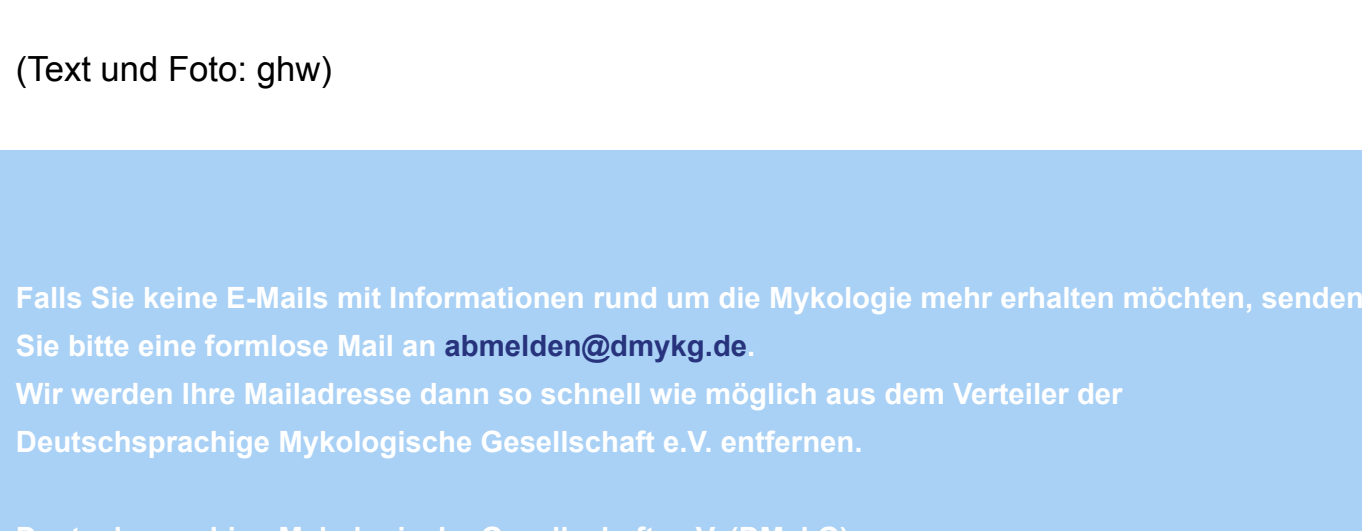 (Text und Foto: ghw)
Falls Sie keine E-Mails mit Informationen rund um die Mykologie mehr erhalten möchten, senden
Sie bitte eine formlose Mail an abmelden@dmykg.de.
Wir werden Ihre Mailadresse dann so schnell wie möglich aus dem Verteiler der
Deutschsprachige Mykologische Gesellschaft e.V. entfernen.